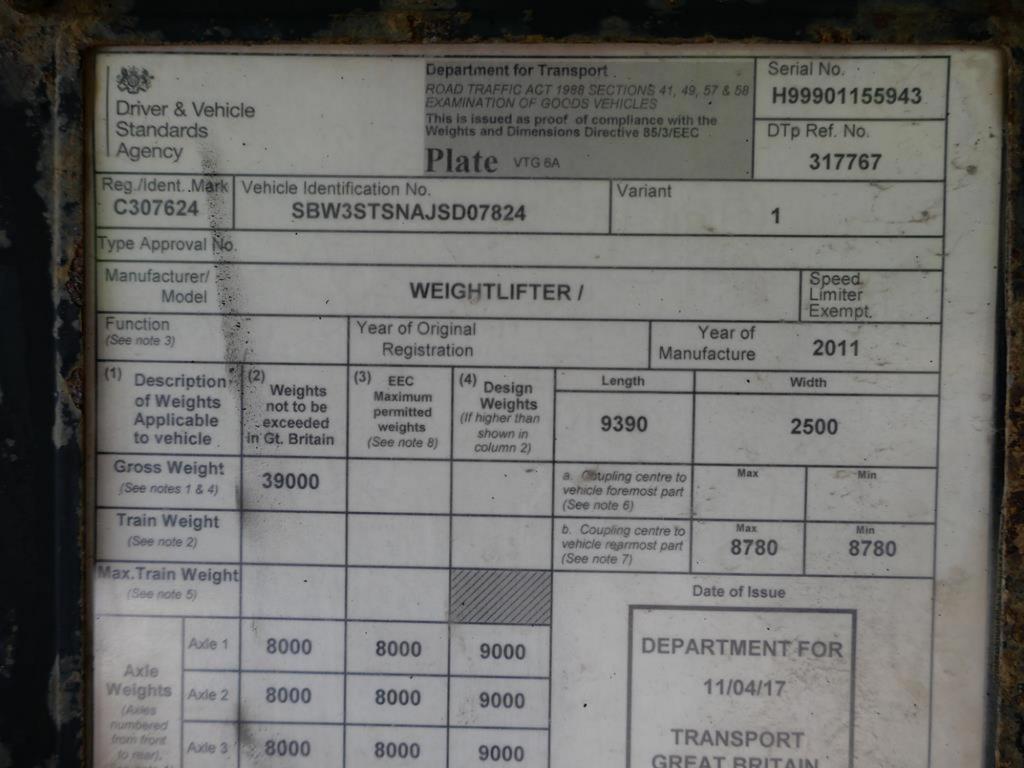 Driver & Vehicle
Standards
Agency
Department for Transport
ROAD TRAFFIC ACT 1988 SECTIONS 41, 49, 57 & 58
EXAMINATION OF GOODS VEHICLES
This is issued as proof of compliance with the
Weights and Dimensions Directive 85/3/EEC
Plate VTG 6A
Serial No.
H99901155943
DTp Ref. No.
317767
Reg./Ident. Mark
C307624
Vehicle Identification No.
SBW3STSNAJSD07824
Variant
1
Type Approval No.
Manufacturer/
Model
WEIGHTLIFTER /
Speed
Limiter
Exempt.
Function
(See note 3)
Year of Original
Registration
Year of
Manufacture
2011
(1) Description
of Weights
Applicable
to vehicle
(2) Weights
not to be
exceeded
in Gt. Britain
(3) EEC
Maximum
permitted
weights
(See note 8)
(4) Design
Weights
(If higher than
shown in
column 2)
Length
9390
Width
2500
Gross Weight
(See notes 1 & 4)
39000
a. Coupling centre to
vehicle foremost part
(See note 6)
Max
Min
Train Weight
(See note 2)
b. Coupling centre to
vehicle rearmost part
(See note 7)
Max
8780
Min
8780
Max.Train Weight
(See note 5)
Date of Issue
Axle
Weights
(Axles
numbered
from front
to rear).
Axle 1 8000 8000 9000
Axle 2 8000 8000 9000
Axle 3 8000 8000 9000
DEPARTMENT FOR
11/04/17
TRANSPORT
GREAT BRITAIN